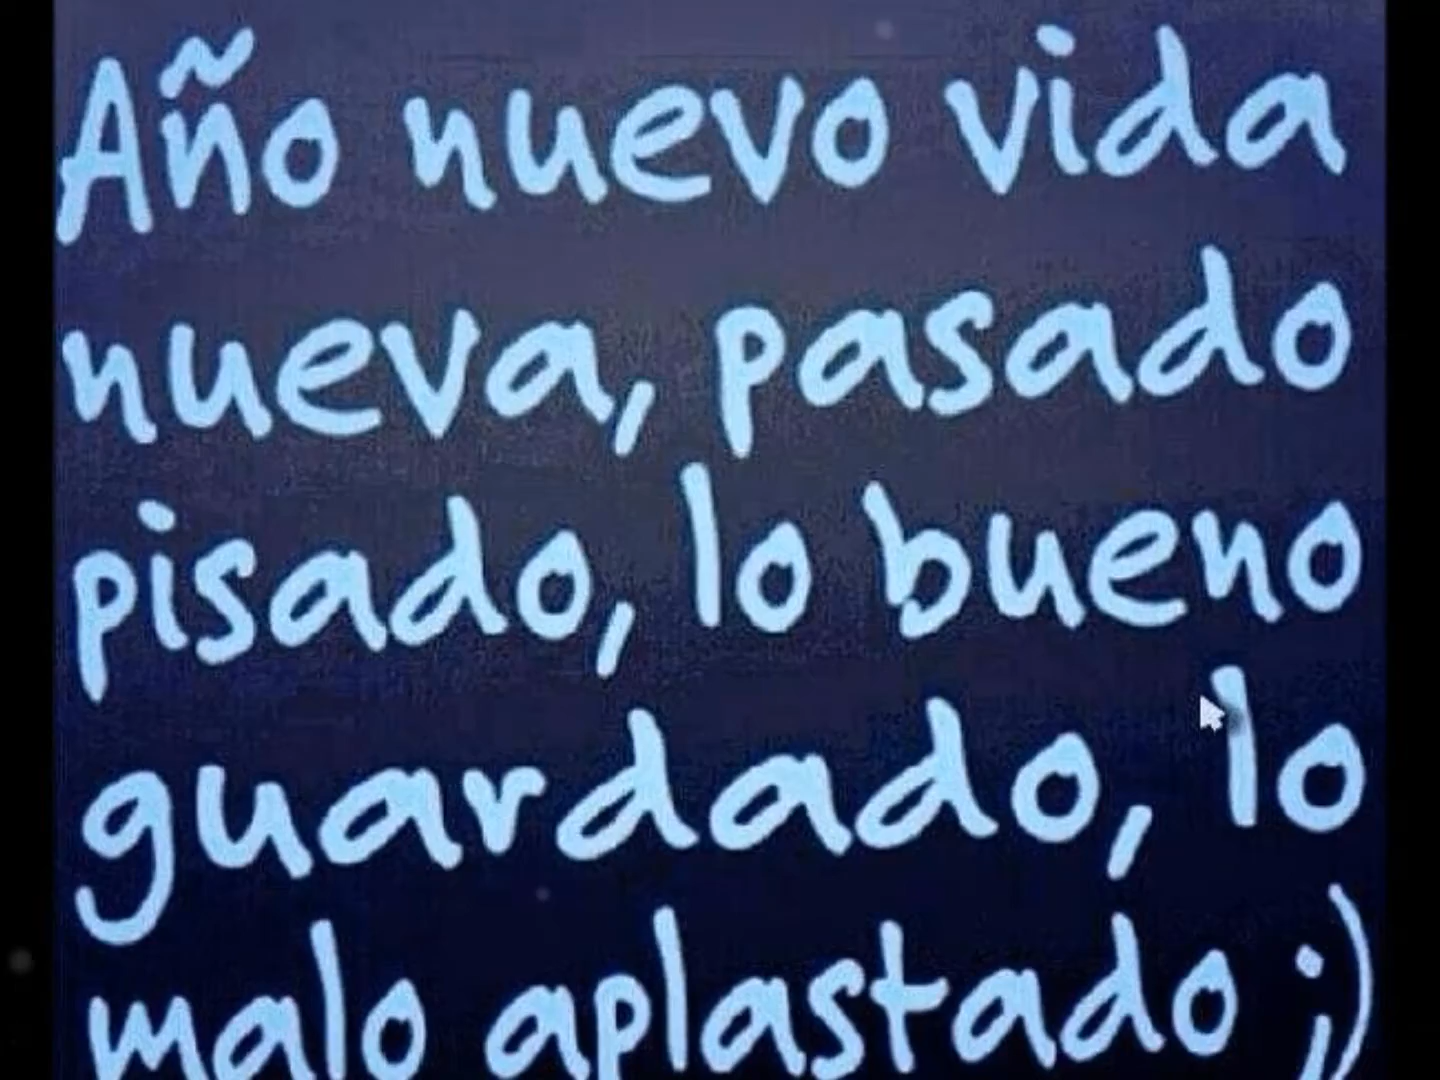 Año nuevo vida
nueva, pasado
pisado, lo bueno
guardado, lo
malo aplastado ;)